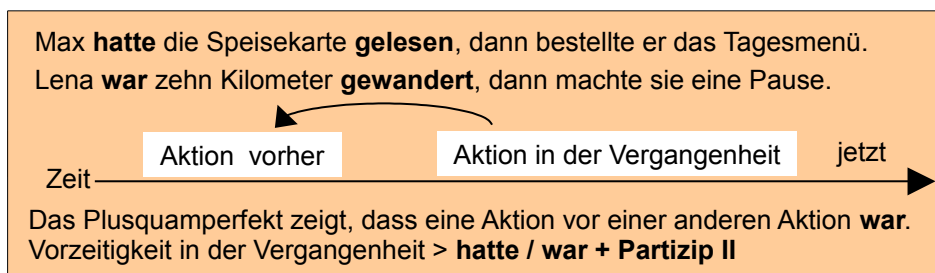 Max hatte die Speisekarte gelesen, dann bestellte er das Tagesmenü.
Lena war zehn Kilometer gewandert, dann machte sie eine Pause.
Aktion vorher
Aktion in der Vergangenheit
jetzt
Zeit
Das Plusquamperfekt zeigt, dass eine Aktion vor einer anderen Aktion war.
Vorzeitigkeit in der Vergangenheit > hatte / war + Partizip II